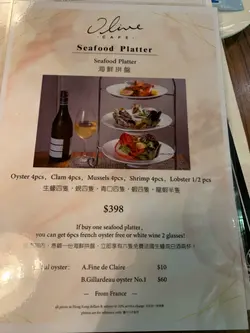 Olive
CAFE
Seafood Platter
Seafood Platter
海鮮拼盤
Oyster 4pcs, Clam 4pcs, Mussels 4pcs, Shrimp 4pcs, Lobster 1/2 pcs
生蠔四隻，蜆四隻，青口四隻，蝦四隻，龍蝦半隻
$398
If buy one seafood platter,
you can get 6pcs french oyster free or white wine 2 glasses!
oyster:
A.Fine de Claire $10
B.Gillardeau oyster No.1 $60
— From France —